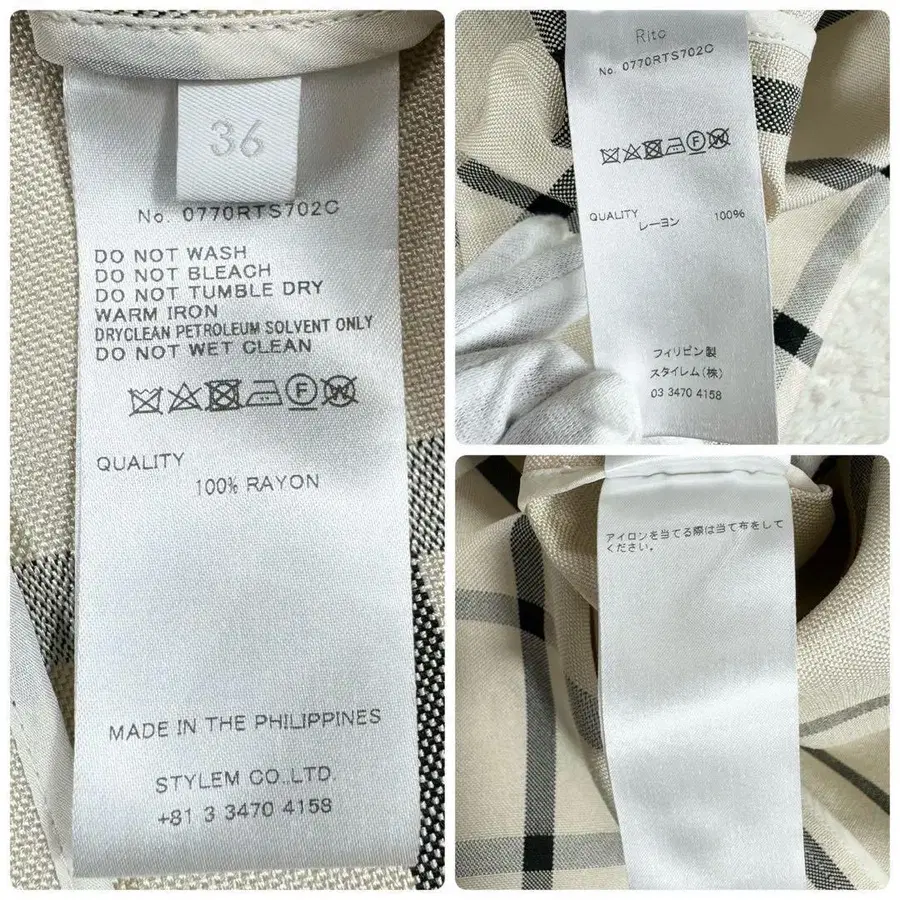 36
No. 0770RTS702C
DO NOT WASH
DO NOT BLEACH
DO NOT TUMBLE DRY
WARM IRON
DRYCLEAN PETROLEUM SOLVENT ONLY
DO NOT WET CLEAN
F W
QUALITY
100% RAYON
MADE IN THE PHILIPPINES
STYLEM CO.,LTD.
+81 3 3470 4158
Rito
No. 0770RTS702C
F W
QUALITY
レーヨン 100%
フィリピン製
スタイレム(株)
03 3470 4158
アイロンを当てる際は当て布をして
ください。